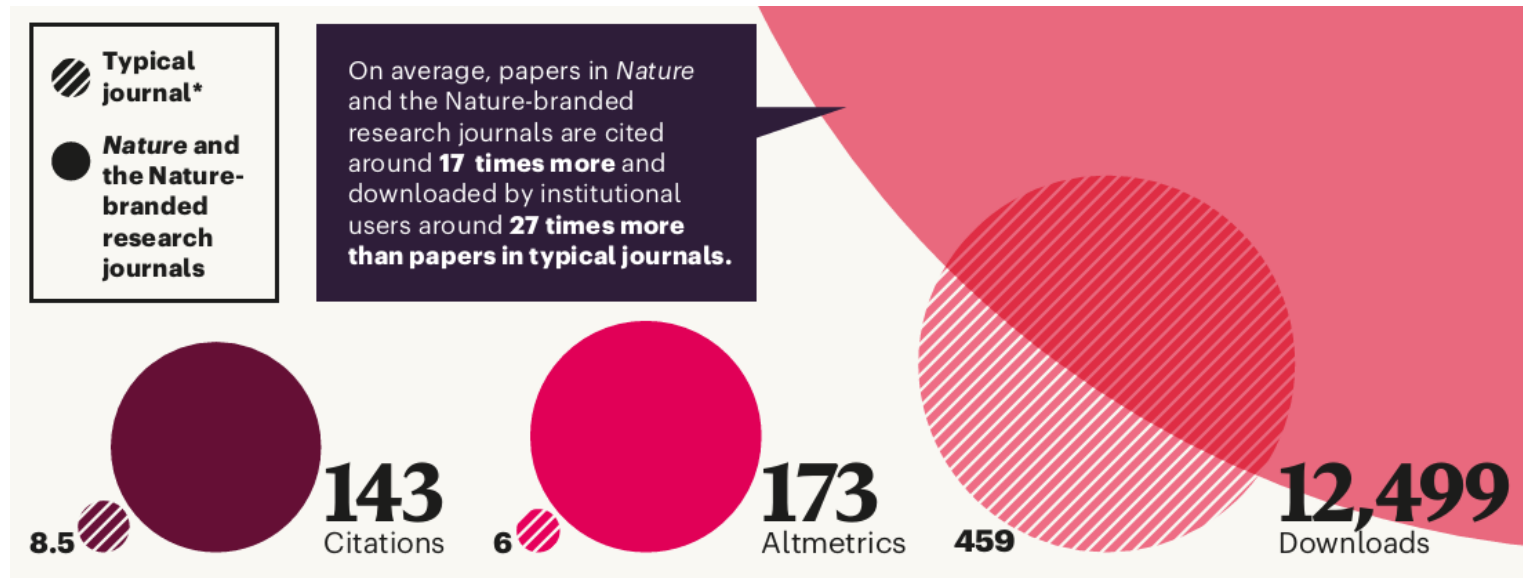 Typical
journal*
Nature and
the Nature-
branded
research
journals
On average, papers in Nature
and the Nature-branded
research journals are cited
around 17 times more and
downloaded by institutional
users around 27 times more
than papers in typical journals.
8.5
143
Citations
6
173
Altmetrics
459
12,499
Downloads